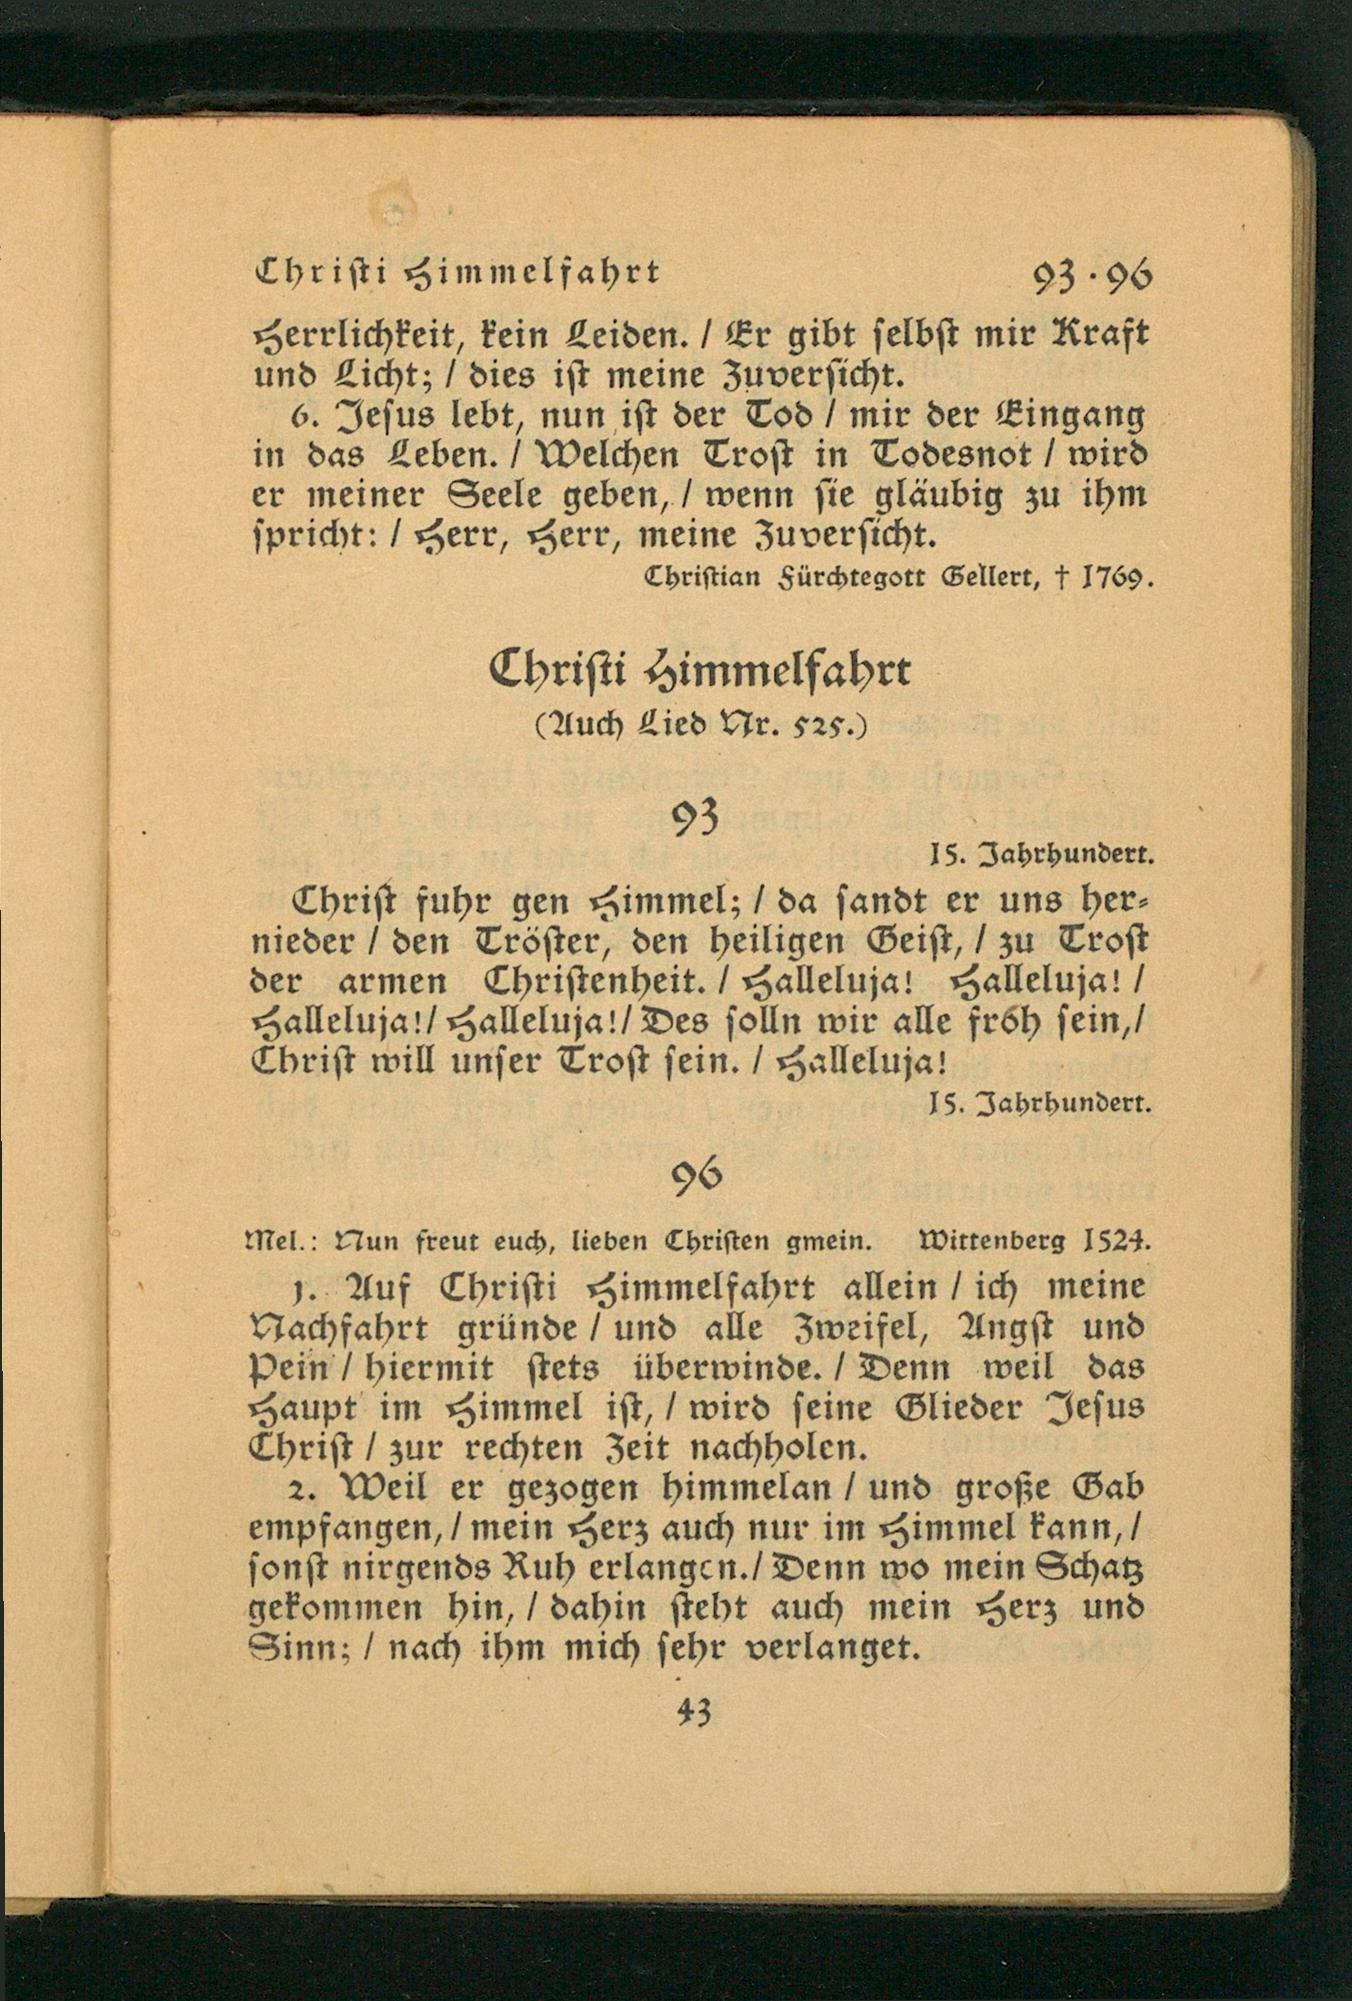 Christi Himmelfahrt 93 · 96
Herrlichkeit, kein Leiden. / Er gibt selbst mir Kraft
und Licht; / dies ist meine Zuversicht.
6. Jesus lebt, nun ist der Tod / mir der Eingang
in das Leben. / Welchen Trost in Todesnot / wird
er meiner Seele geben, / wenn sie gläubig zu ihm
spricht: / Herr, Herr, meine Zuversicht.
Christian Fürchtegott Gellert, † 1769.
Christi Himmelfahrt
(Auch Lied Nr. 525.)
93
15. Jahrhundert.
Christ fuhr gen Himmel; / da sandt er uns her-
nieder / den Tröster, den heiligen Geist, / zu Trost
der armen Christenheit. / Halleluja! Halleluja! /
Halleluja! / Halleluja! / Des solln wir alle froh sein, /
Christ will unser Trost sein. / Halleluja!
15. Jahrhundert.
96
Mel.: Nun freut euch, lieben Christen gmein. Wittenberg 1524.
1. Auf Christi Himmelfahrt allein / ich meine
Nachfahrt gründe / und alle Zweifel, Angst und
Pein / hiermit stets überwinde. / Denn weil das
Haupt im Himmel ist, / wird seine Glieder Jesus
Christ / zur rechten Zeit nachholen.
2. Weil er gezogen himmelan / und große Gab
empfangen, / mein Herz auch nur im Himmel kann, /
sonst nirgends Ruh erlangen. / Denn wo mein Schatz
gekommen hin, / dahin steht auch mein Herz und
Sinn; / nach ihm mich sehr verlanget.
43